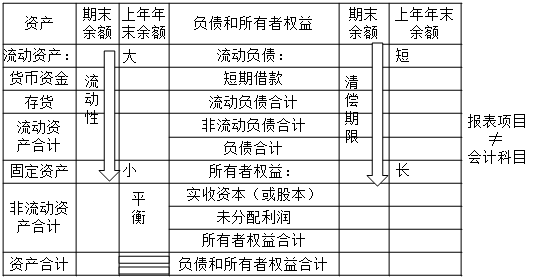 资产 期末余额 上年年末余额 负债和所有者权益 期末余额 上年年末余额
流动资产： 大 流动负债： 短
货币资金 短期借款
存货 流动负债合计
流动资产合计 非流动负债合计
负债合计
固定资产 小 所有者权益： 长
非流动资产合计 实收资本（或股本）
未分配利润
所有者权益合计
资产合计 负债和所有者权益合计
流动性
平衡
清偿期限
报表项目
≠
会计科目